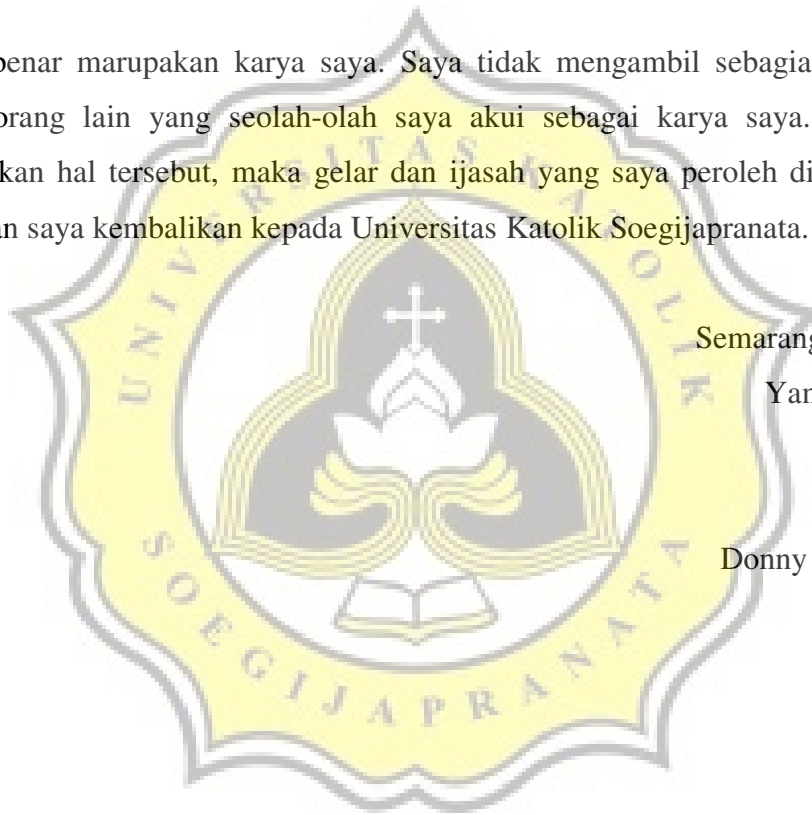 benar marupakan karya saya. Saya tidak mengambil sebagia
orang lain yang seolah-olah saya akui sebagai karya saya.
kan hal tersebut, maka gelar dan ijasah yang saya peroleh di
an saya kembalikan kepada Universitas Katolik Soegijapranata.
Semarang
Yan
Donny
UNIVERSITAS KATOLIK
SOEGIJAPRANATA